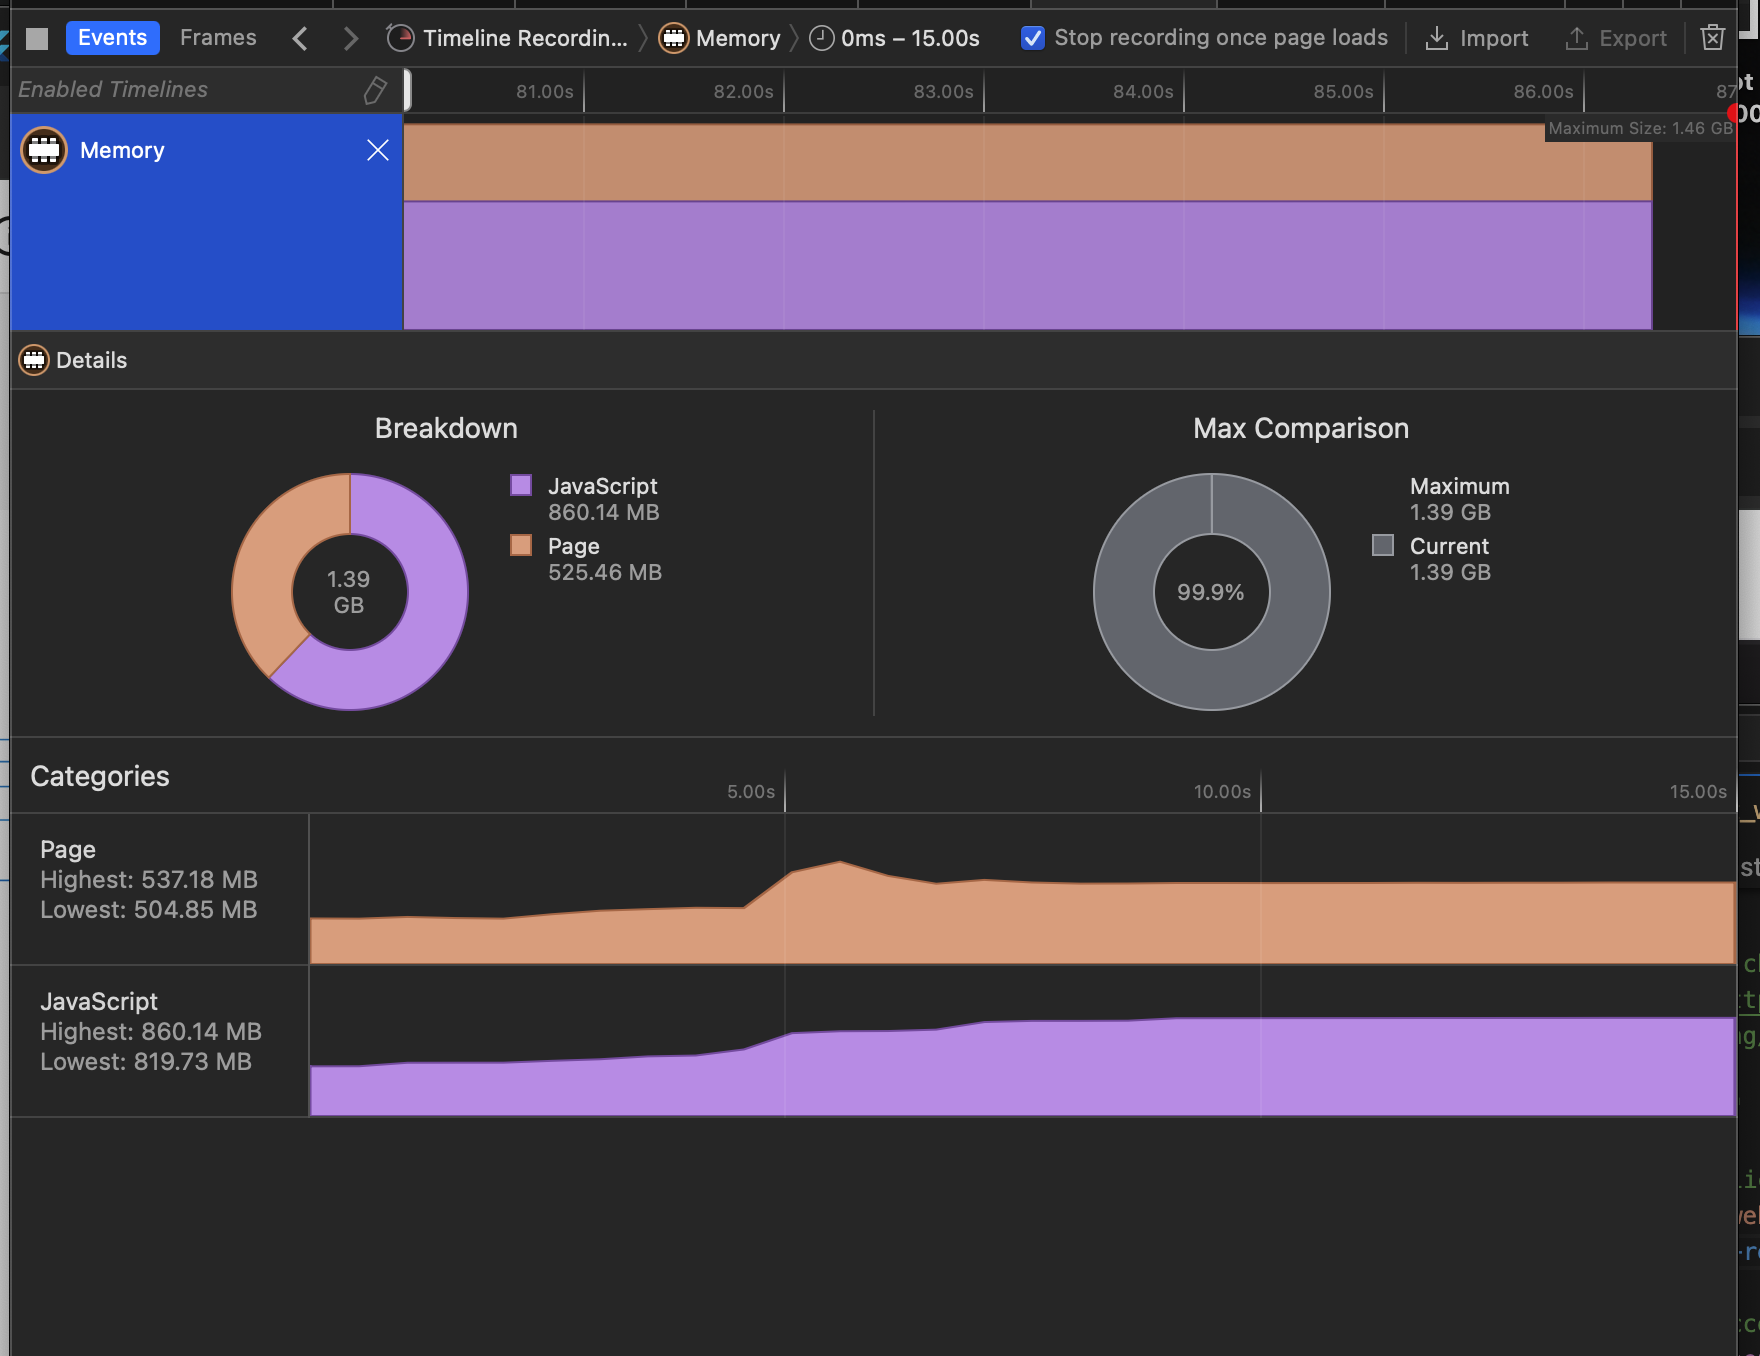 Events Frames Timeline Recordin... Memory 0ms – 15.00s Stop recording once page loads Import Export
Enabled Timelines 81.00s 82.00s 83.00s 84.00s 85.00s 86.00s 87
Maximum Size: 1.46 GB
Memory
Details
Breakdown
JavaScript
860.14 MB
Page
525.46 MB
1.39
GB
Max Comparison
Maximum
1.39 GB
Current
1.39 GB
99.9%
Categories 5.00s 10.00s 15.00s
Page
Highest: 537.18 MB
Lowest: 504.85 MB
JavaScript
Highest: 860.14 MB
Lowest: 819.73 MB